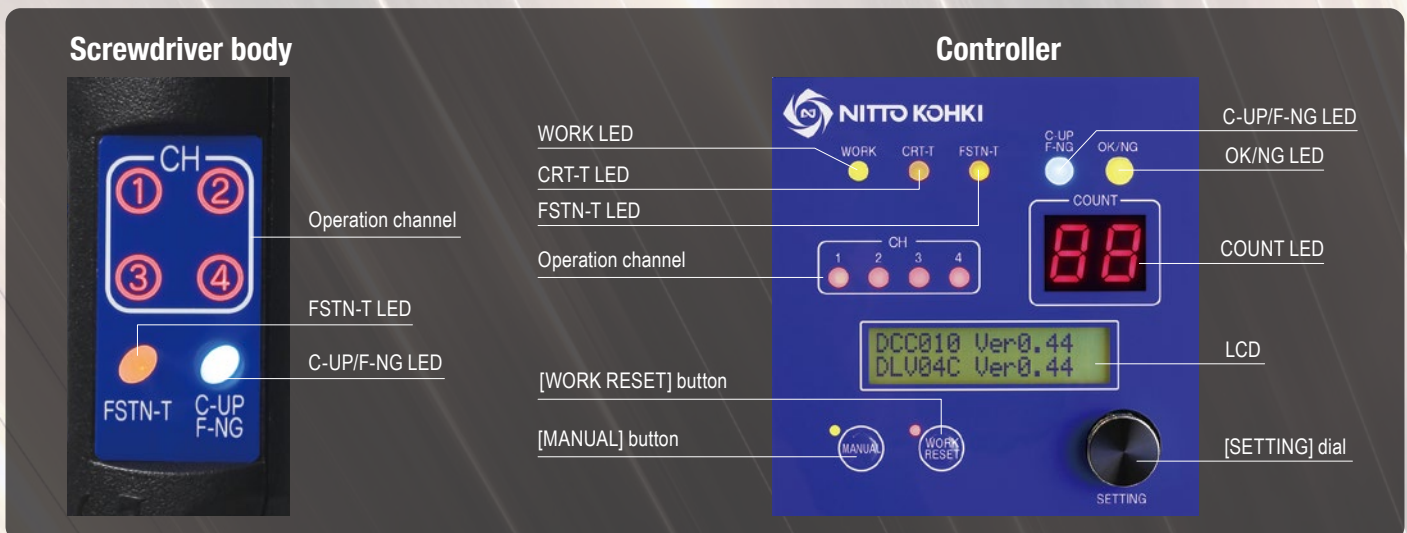 Screwdriver body
CH
1 2
3 4
FSTN-T
C-UP
F-NG
Operation channel
FSTN-T LED
C-UP/F-NG LED
Controller
WORK LED
CRT-T LED
FSTN-T LED
Operation channel
[WORK RESET] button
[MANUAL] button
NITTO KOHKI
WORK CRT-T FSTN-T
C-UP
F-NG
OK/NG
COUNT
88
CH
1 2 3 4
DCC010 Ver0.44
DLV04C Ver0.44
MANUAL
WORK
RESET
SETTING
C-UP/F-NG LED
OK/NG LED
COUNT LED
LCD
[SETTING] dial